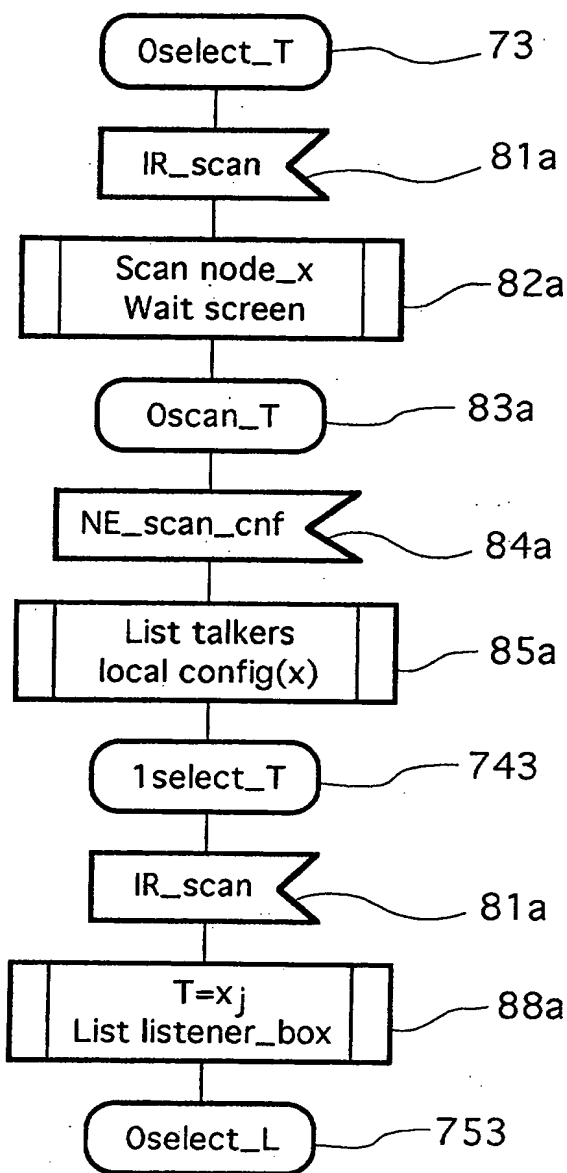 0select_T
73
IR_scan
81a
Scan node_x
Wait screen
82a
0scan_T
83a
NE_scan_cnf
84a
List talkers
local config(x)
85a
1select_T
743
IR_scan
81a
T=xj
List listener_box
88a
0select_L
753